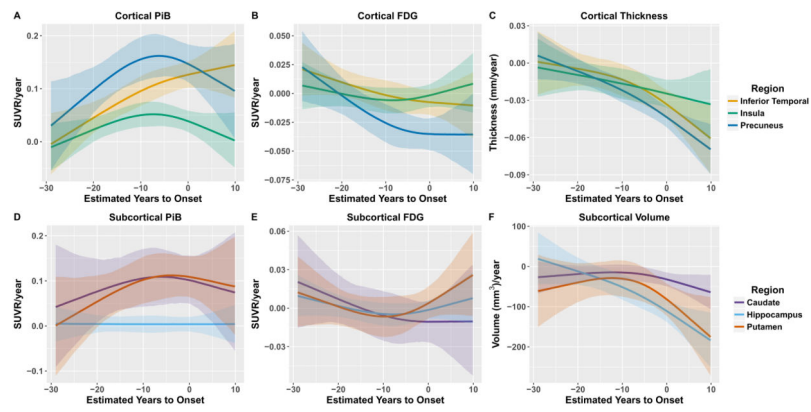 A Cortical PiB
SUVR/year
0.2
0.1
0.0
−30 −20 −10 0 10
Estimated Years to Onset
B Cortical FDG
SUVR/year
0.050
0.025
0.000
−0.025
−0.050
−0.075
−30 −20 −10 0 10
Estimated Years to Onset
C Cortical Thickness
Thickness (mm/year)
0.00
−0.03
−0.06
−0.09
−30 −20 −10 0 10
Estimated Years to Onset
Region
Inferior Temporal
Insula
Precuneus
D Subcortical PiB
SUVR/year
0.2
0.1
0.0
−0.1
−30 −20 −10 0 10
Estimated Years to Onset
E Subcortical FDG
SUVR/year
0.06
0.03
0.00
−0.03
−30 −20 −10 0 10
Estimated Years to Onset
F Subcortical Volume
Volume (mm³)/year
100
0
−100
−200
−30 −20 −10 0 10
Estimated Years to Onset
Region
Caudate
Hippocampus
Putamen